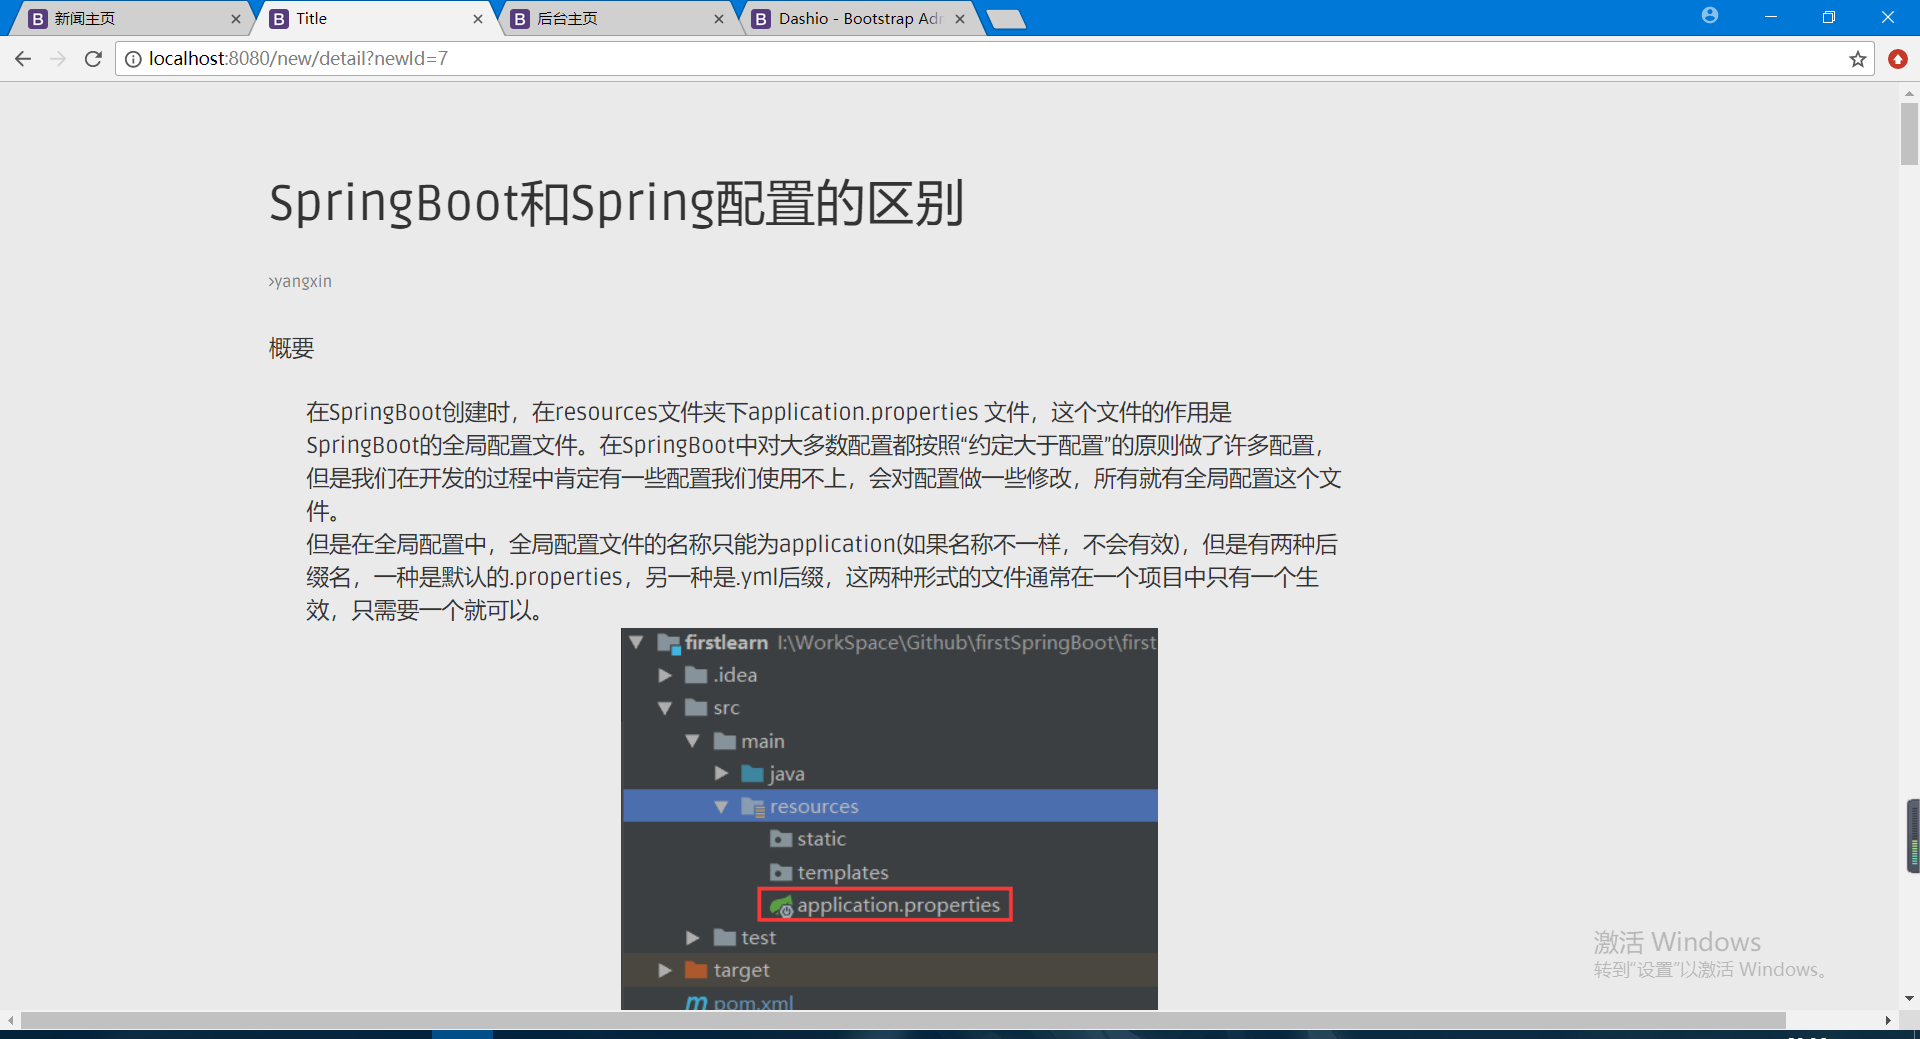 新闻主页
Title
后台主页
Dashio - Bootstrap Adm
localhost:8080/new/detail?newId=7
SpringBoot和Spring配置的区别
>yangxin
概要
在SpringBoot创建时，在resources文件夹下application.properties 文件，这个文件的作用是
SpringBoot的全局配置文件。在SpringBoot中对大多数配置都按照“约定大于配置”的原则做了许多配置，
但是我们在开发的过程中肯定有一些配置我们使用不上，会对配置做一些修改，所有就有全局配置这个文
件。
但是在全局配置中，全局配置文件的名称只能为application(如果名称不一样，不会有效)，但是有两种后
缀名，一种是默认的.properties，另一种是.yml后缀，这两种形式的文件通常在一个项目中只有一个生
效，只需要一个就可以。
firstlearn I:\WorkSpace\Github\firstSpringBoot\first
.idea
src
main
java
resources
static
templates
application.properties
test
target
pom.xml
激活 Windows
转到“设置”以激活 Windows。